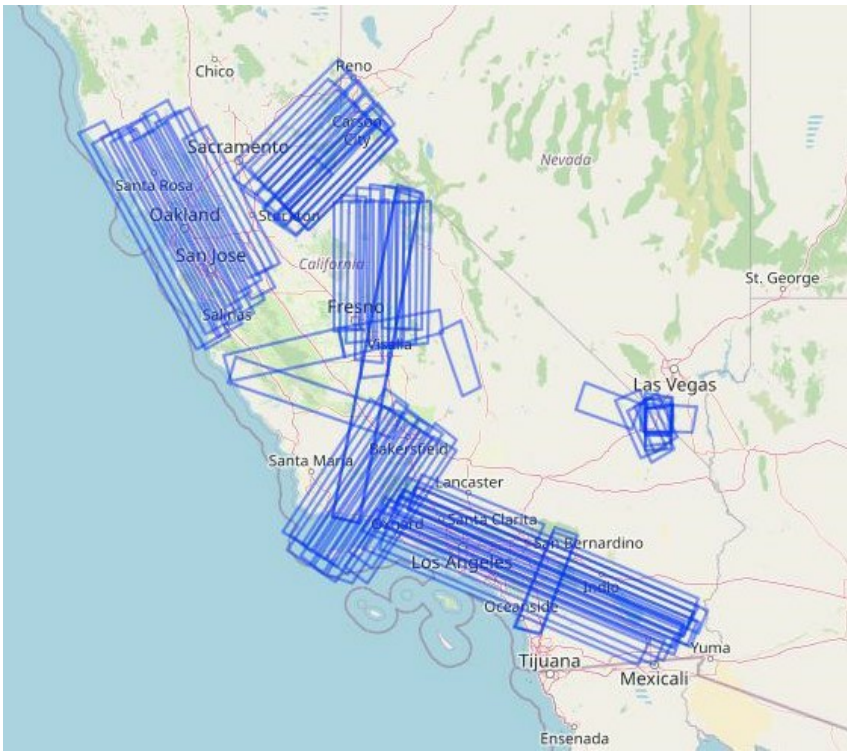 Reno
Chico
Carson
City
Sacramento
Nevada
Santa Rosa
Oakland
Stockton
San Jose
California
St. George
Fresno
Salinas
Visalia
Las Vegas
Bakersfield
Santa Maria
Lancaster
Oxnard
Santa Clarita
San Bernardino
Los Angeles
Indio
Oceanside
Yuma
Tijuana
Mexicali
Ensenada